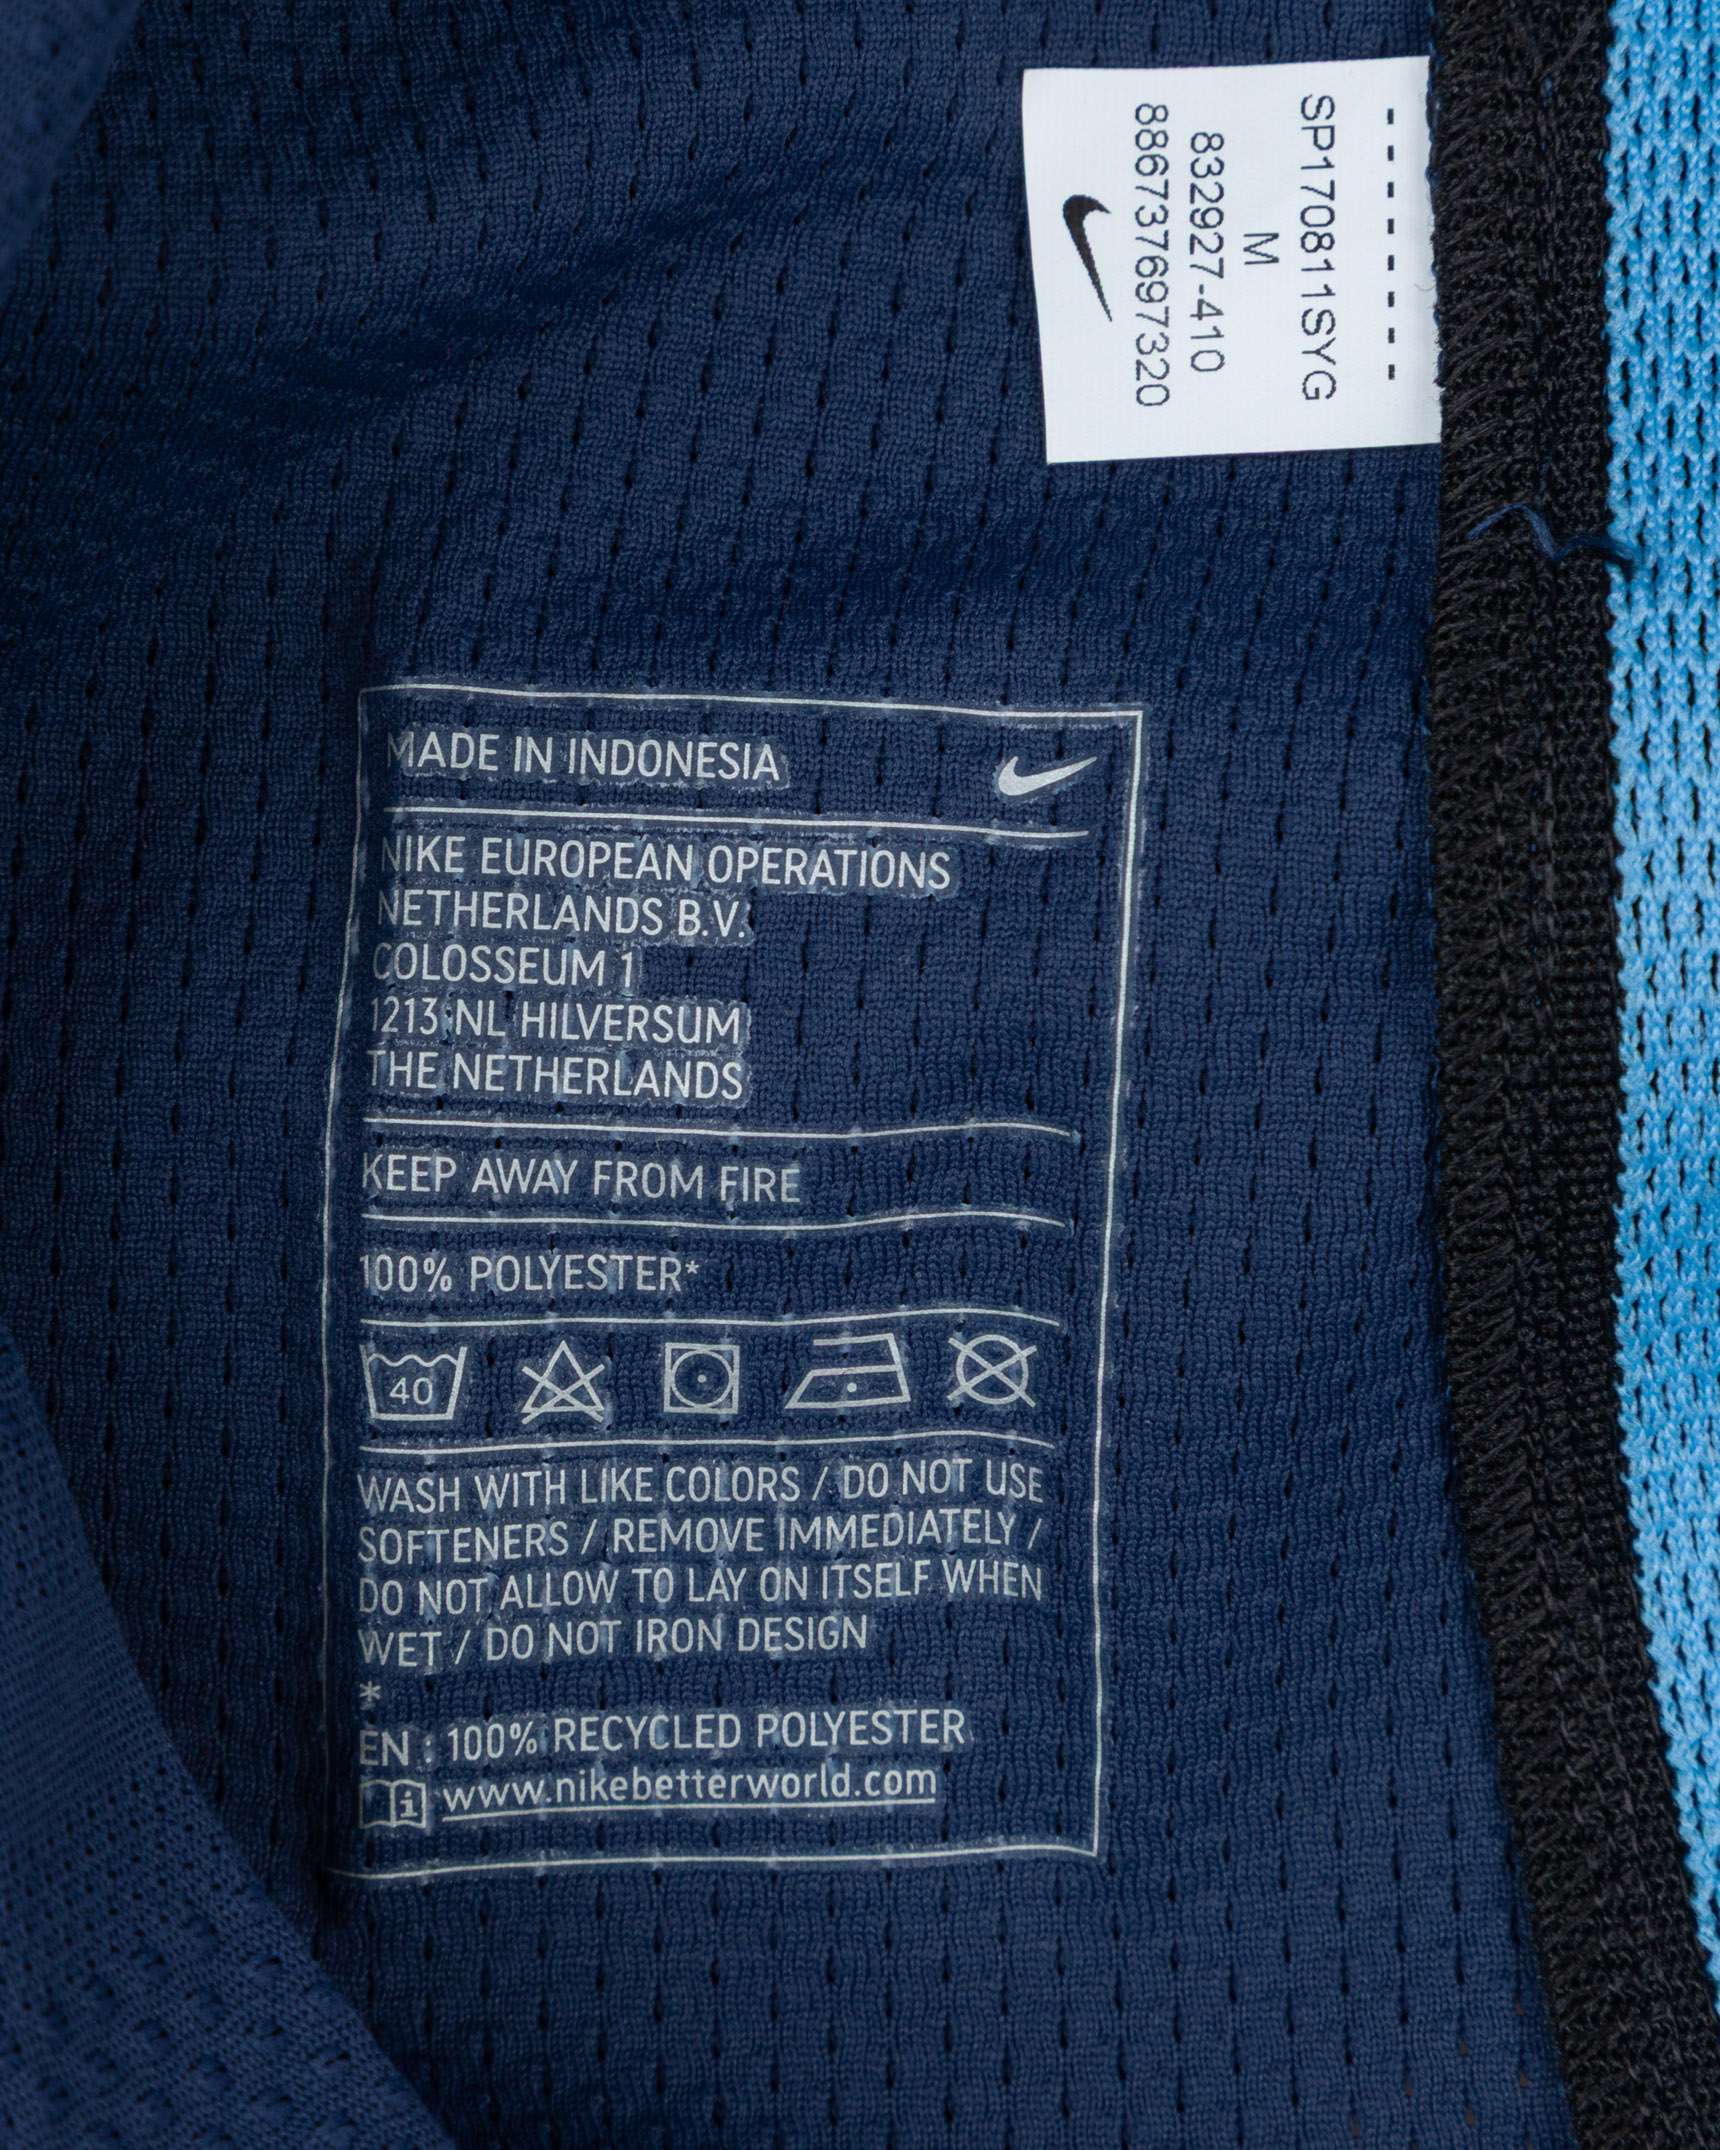 SP170811SYG
M
832927-410
886737697320
MADE IN INDONESIA
NIKE EUROPEAN OPERATIONS
NETHERLANDS B.V.
COLOSSEUM 1
1213 NL HILVERSUM
THE NETHERLANDS
KEEP AWAY FROM FIRE
100% POLYESTER*
40
WASH WITH LIKE COLORS / DO NOT USE
SOFTENERS / REMOVE IMMEDIATELY /
DO NOT ALLOW TO LAY ON ITSELF WHEN
WET / DO NOT IRON DESIGN
*
EN : 100% RECYCLED POLYESTER
i www.nikebetterworld.com